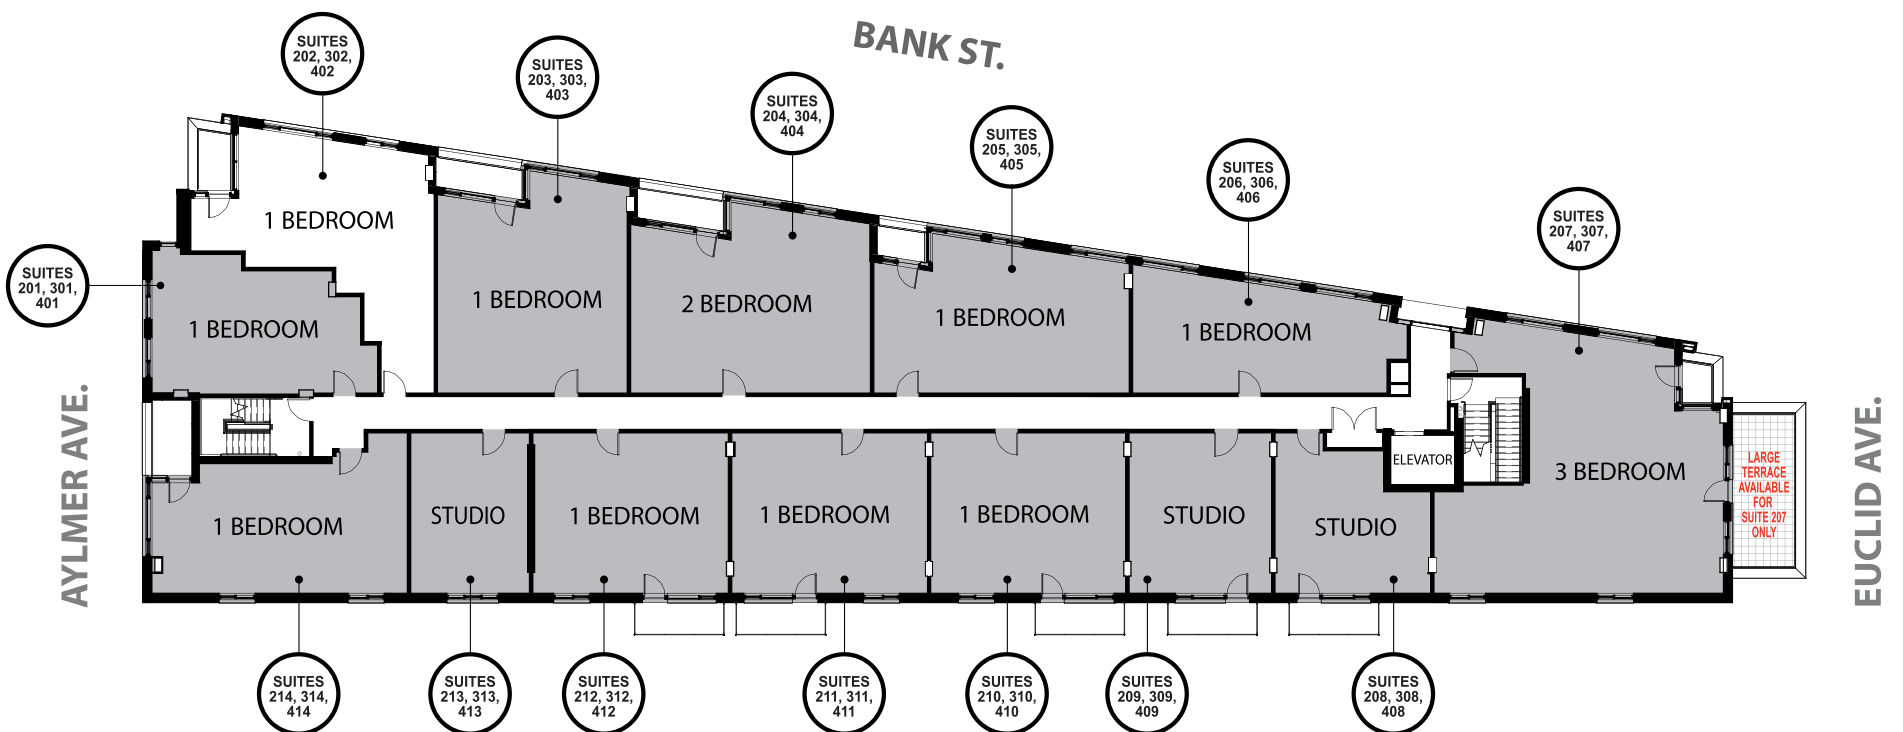 BANK ST.
SUITES
202, 302,
402
SUITES
203, 303,
403
SUITES
204, 304,
404
SUITES
205, 305,
405
SUITES
206, 306,
406
SUITES
207, 307,
407
SUITES
201, 301,
401
1 BEDROOM
1 BEDROOM
1 BEDROOM
2 BEDROOM
1 BEDROOM
1 BEDROOM
AYLMER AVE.
EUCLID AVE.
ELEVATOR
3 BEDROOM
LARGE
TERRACE
AVAILABLE
FOR
SUITE 207
ONLY
1 BEDROOM
STUDIO
1 BEDROOM
1 BEDROOM
1 BEDROOM
STUDIO
STUDIO
SUITES
214, 314,
414
SUITES
213, 313,
413
SUITES
212, 312,
412
SUITES
211, 311,
411
SUITES
210, 310,
410
SUITES
209, 309,
409
SUITES
208, 308,
408